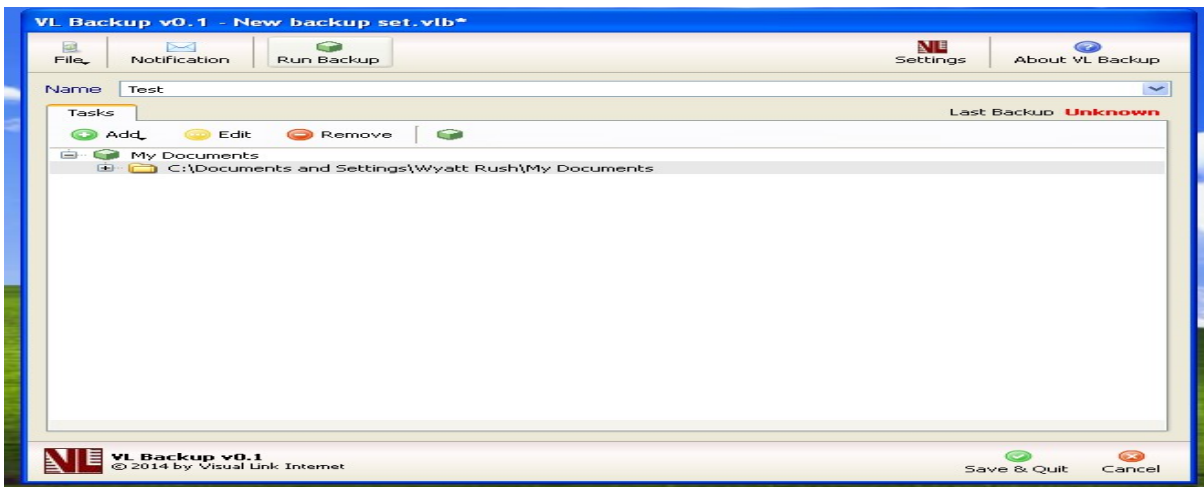 VL Backup v0.1 - New backup set.vlb*
File Notification Run Backup Settings About VL Backup
Name Test
Tasks Last Backup Unknown
Add Edit Remove
My Documents
C:\Documents and Settings\Wyatt Rush\My Documents
VL VL Backup v0.1
© 2014 by Visual Link Internet
Save & Quit Cancel